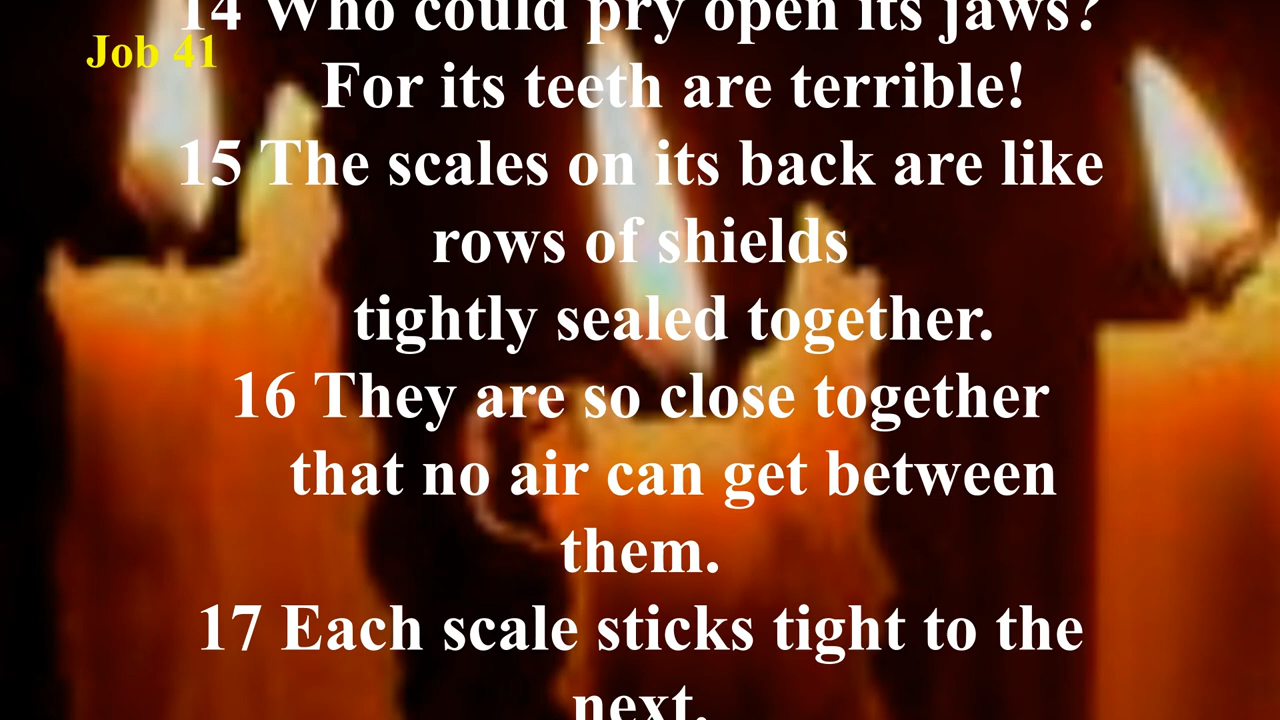 14 Who could pry open its jaws?
Job 41
For its teeth are terrible!
15 The scales on its back are like
rows of shields
tightly sealed together.
16 They are so close together
that no air can get between
them.
17 Each scale sticks tight to the
next.